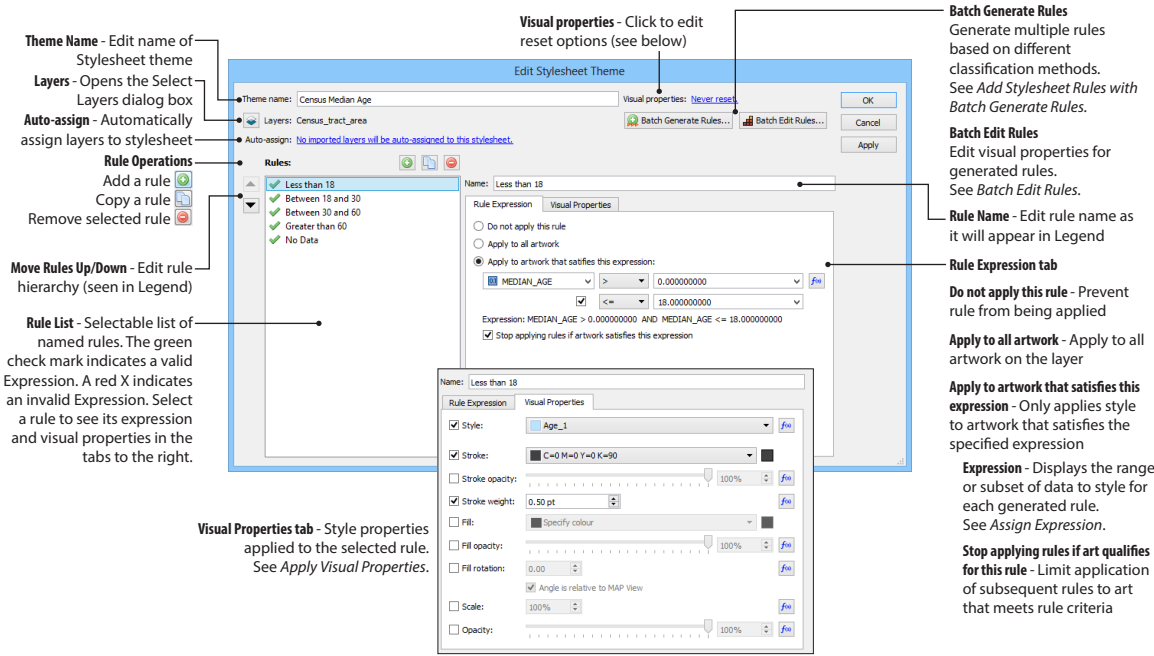 Theme Name - Edit name of
Stylesheet theme
Layers - Opens the Select
Layers dialog box
Auto-assign - Automatically
assign layers to stylesheet
Rule Operations
Add a rule
Copy a rule
Remove selected rule
Move Rules Up/Down - Edit rule
hierarchy (seen in Legend)
Rule List - Selectable list of
named rules. The green
check mark indicates a valid
Expression. A red X indicates
an invalid Expression. Select
a rule to see its expression
and visual properties in the
tabs to the right.
Visual Properties tab - Style properties
applied to the selected rule.
See Apply Visual Properties.
Visual properties - Click to edit
reset options (see below)
Edit Stylesheet Theme
Theme name: Census Median Age
Visual properties: Never reset.
OK
Layers: Census_tract_area
Batch Generate Rules...
Batch Edit Rules...
Cancel
Auto-assign: No imported layers will be auto-assigned to this stylesheet.
Apply
Rules:
Less than 18
Between 18 and 30
Between 30 and 60
Greater than 60
No Data
Name: Less than 18
Rule Expression
Visual Properties
Do not apply this rule
Apply to all artwork
Apply to artwork that satifies this expression:
MEDIAN_AGE > 0.000000000 f(x)
<= 18.000000000
Expression: MEDIAN_AGE > 0.000000000 AND MEDIAN_AGE <= 18.000000000
Stop applying rules if artwork satisfies this expression
Name: Less than 18
Rule Expression
Visual Properties
Style: Age_1 f(x)
Stroke: C=0 M=0 Y=0 K=90
Stroke opacity: 100% f(x)
Stroke weight: 0.50 pt f(x)
Fill: Specify colour
Fill opacity: 100% f(x)
Fill rotation: 0.00 f(x)
Angle is relative to MAP View
Scale: 100% f(x)
Opacity: 100% f(x)
Batch Generate Rules
Generate multiple rules
based on different
classification methods.
See Add Stylesheet Rules with
Batch Generate Rules.
Batch Edit Rules
Edit visual properties for
generated rules.
See Batch Edit Rules.
Rule Name - Edit rule name as
it will appear in Legend
Rule Expression tab
Do not apply this rule - Prevent
rule from being applied
Apply to all artwork - Apply to all
artwork on the layer
Apply to artwork that satisfies this
expression - Only applies style
to artwork that satisfies the
specified expression
Expression - Displays the range
or subset of data to style for
each generated rule.
See Assign Expression.
Stop applying rules if art qualifies
for this rule - Limit application
of subsequent rules to art
that meets rule criteria